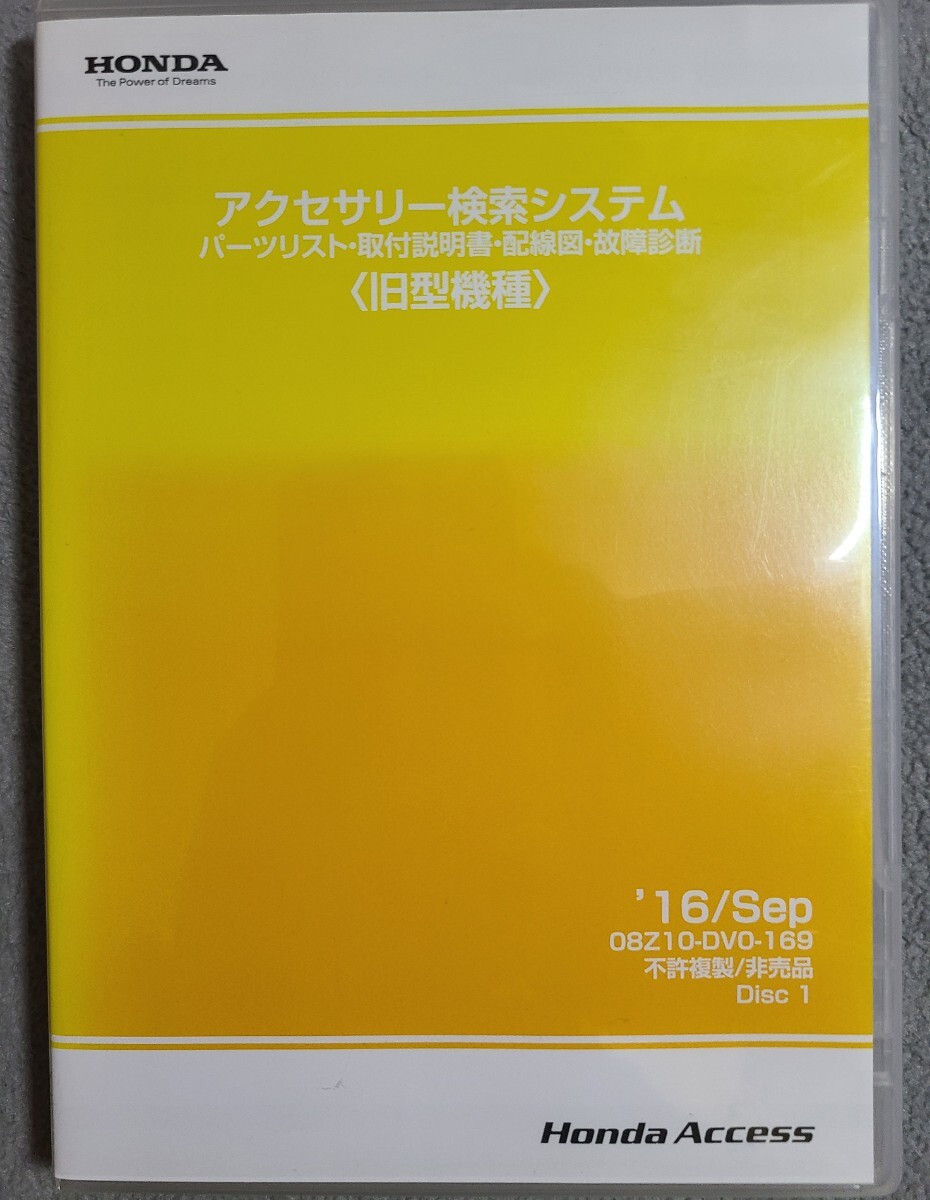 HONDA
The Power of Dreams
アクセサリー検索システム
パーツリスト・取付説明書・配線図・故障診断
〈旧型機種〉
’16/Sep
08Z10-DV0-169
不許複製/非売品
Disc 1
Honda Access